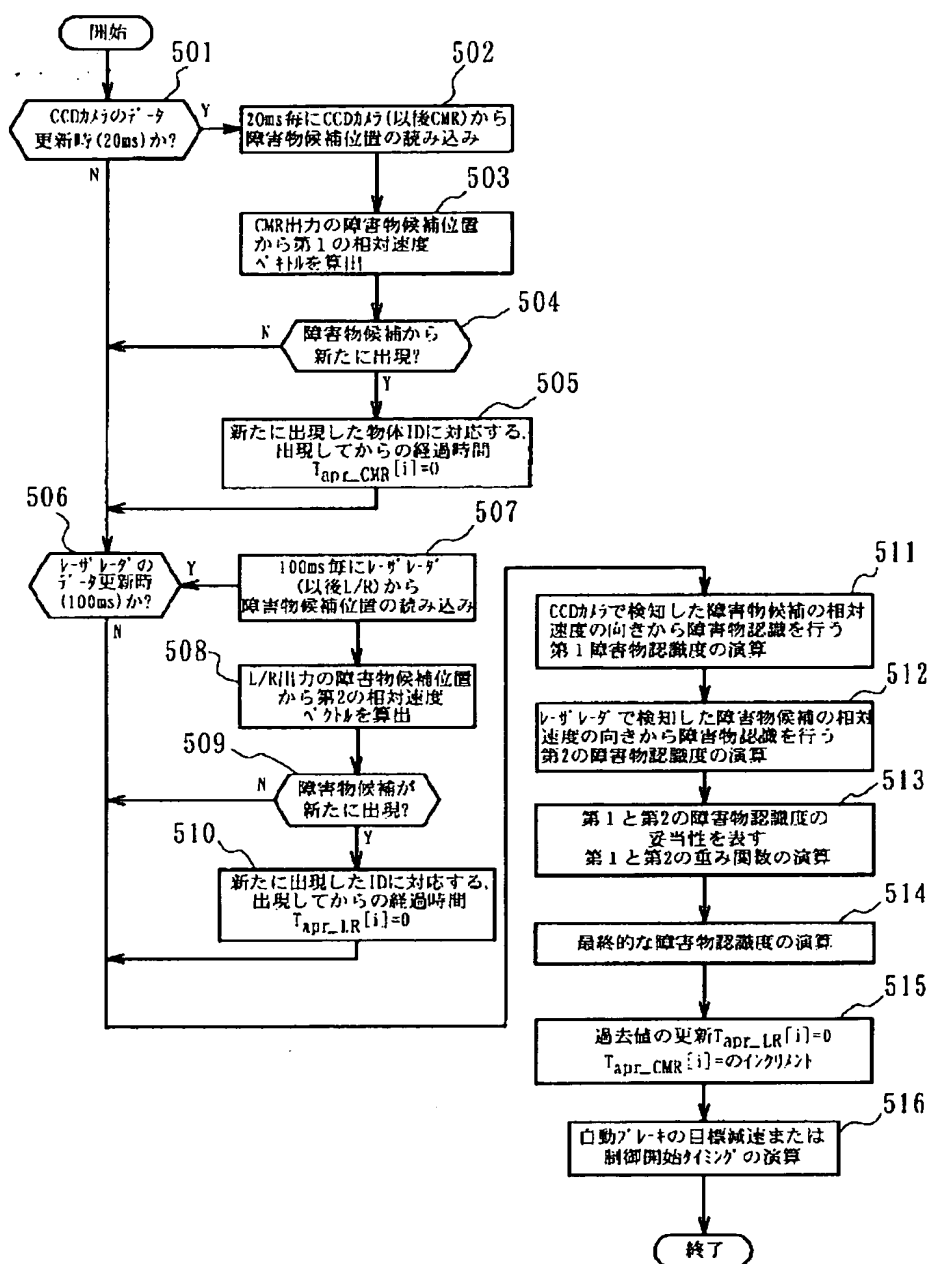 開始
501
CCDカメラのデータ
更新時(20ms)か?
Y
N
502
20ms毎にCCDカメラ(以後CMR)から
障害物候補位置の読み込み
503
CMR出力の障害物候補位置
から第1の相対速度
ベキトルを算出
504
障害物候補から
新たに出現?
N
Y
505
新たに出現した物体IDに対応する,
出現してからの経過時間
Tapr_CMR[i]=0
506
レーザレーダの
データ更新時
(100ms)か?
Y
N
507
100ms毎にレーザレーダ
(以後L/R)から
障害物候補位置の読み込み
508
L/R出力の障害物候補位置
から第2の相対速度
ベクトルを算出
509
障害物候補が
新たに出現?
N
Y
510
新たに出現したIDに対応する,
出現してからの経過時間
Tapr_LR[i]=0
511
CCDカメラで検知した障害物候補の相対
速度の向きから障害物認識を行う
第1障害物認識度の演算
512
レーザレーダで検知した障害物候補の相対
速度の向きから障害物認識を行う
第2の障害物認識度の演算
513
第1と第2の障害物認識度の
妥当性を表す
第1と第2の重み関数の演算
514
最終的な障害物認識度の演算
515
過去値の更新Tapr_LR[i]=0
Tapr_CMR[i]=のインクリメント
516
自動ブレーキの目標減速または
制御開始タイミングの演算
終了